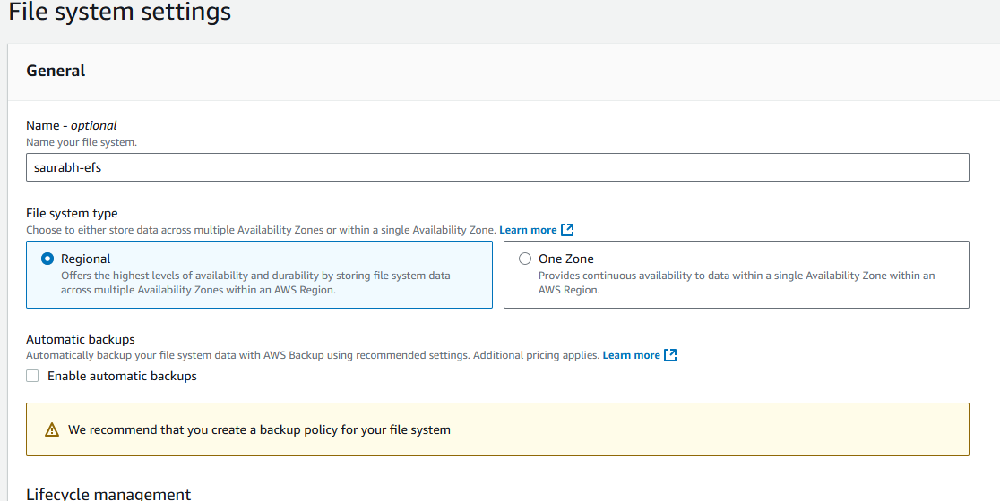 File system settings
General
Name - optional
Name your file system.
saurabh-efs
File system type
Choose to either store data across multiple Availability Zones or within a single Availability Zone. Learn more
Regional
Offers the highest levels of availability and durability by storing file system data
across multiple Availability Zones within an AWS Region.
One Zone
Provides continuous availability to data within a single Availability Zone within an
AWS Region.
Automatic backups
Automatically backup your file system data with AWS Backup using recommended settings. Additional pricing applies. Learn more
Enable automatic backups
We recommend that you create a backup policy for your file system
Lifecycle management